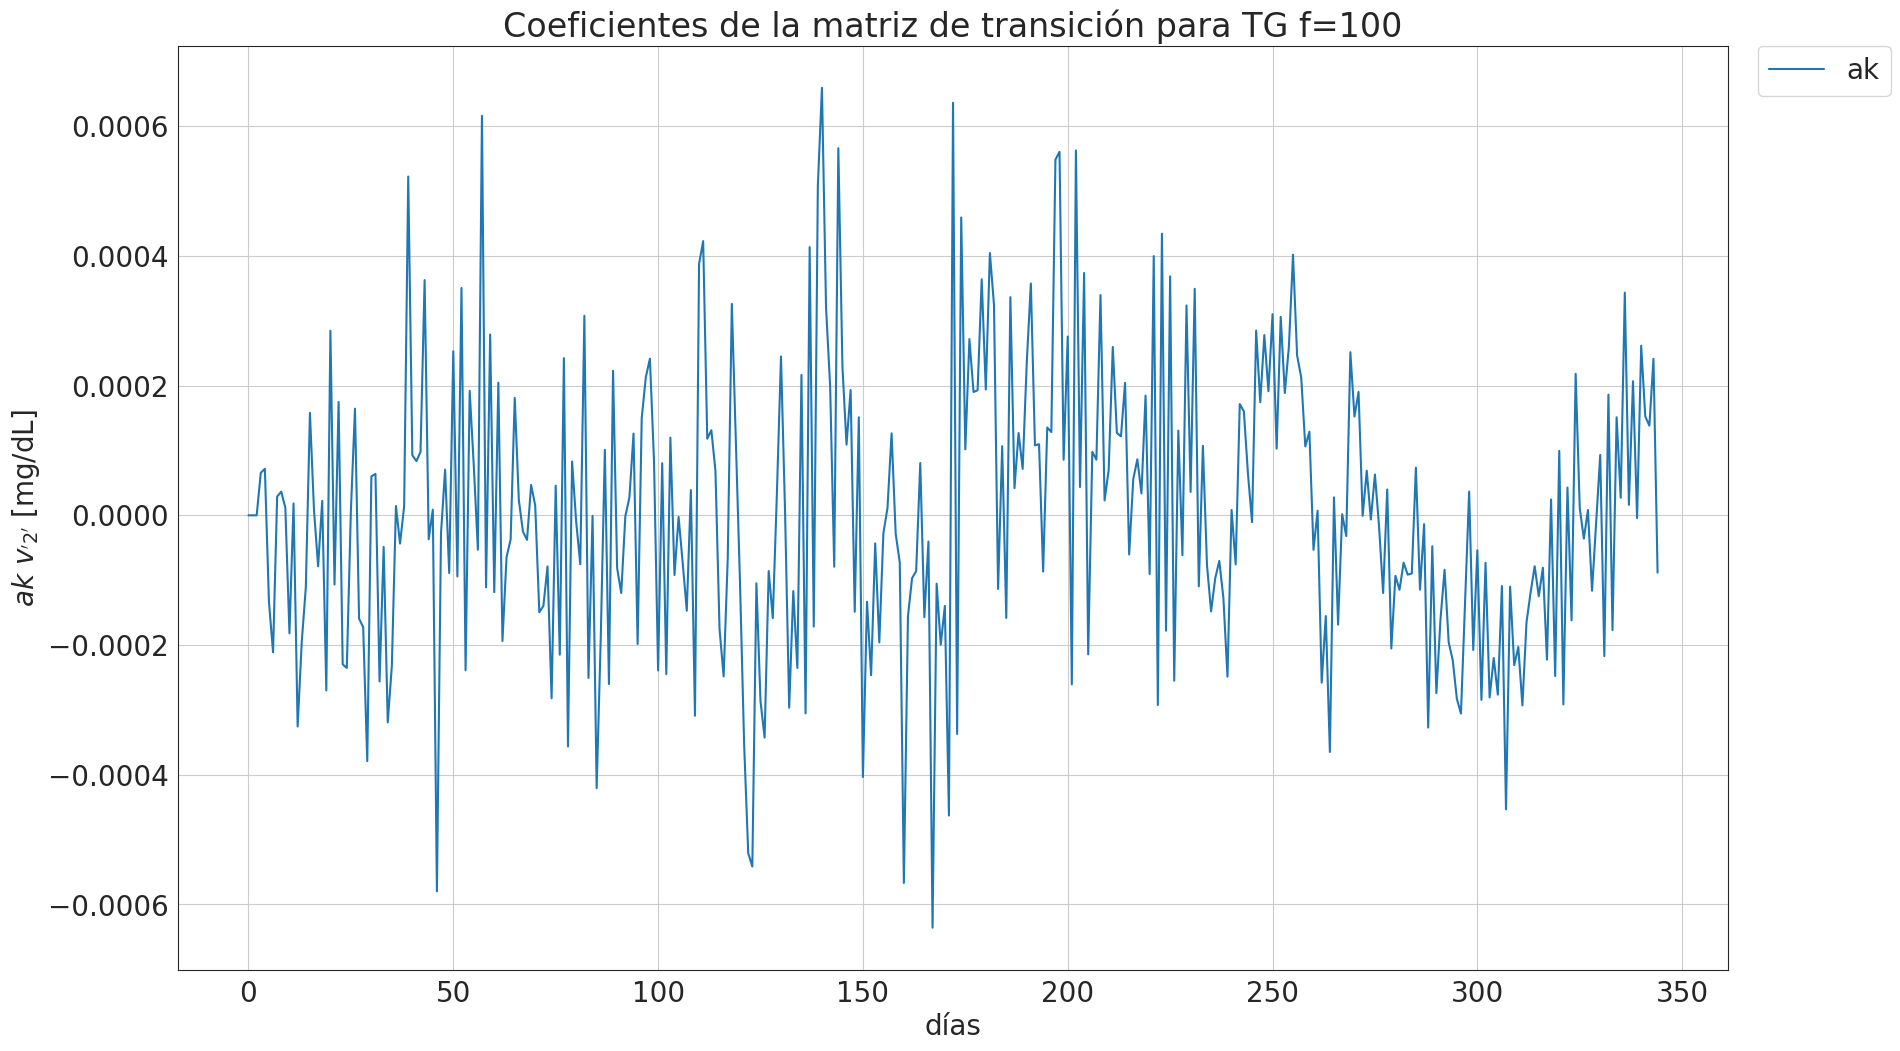 Coeficientes de la matriz de transición para TG f=100
ak
0.0006
0.0004
0.0002
0.0000
−0.0002
−0.0004
−0.0006
ak v'2' [mg/dL]
0 50 100 150 200 250 300 350
días